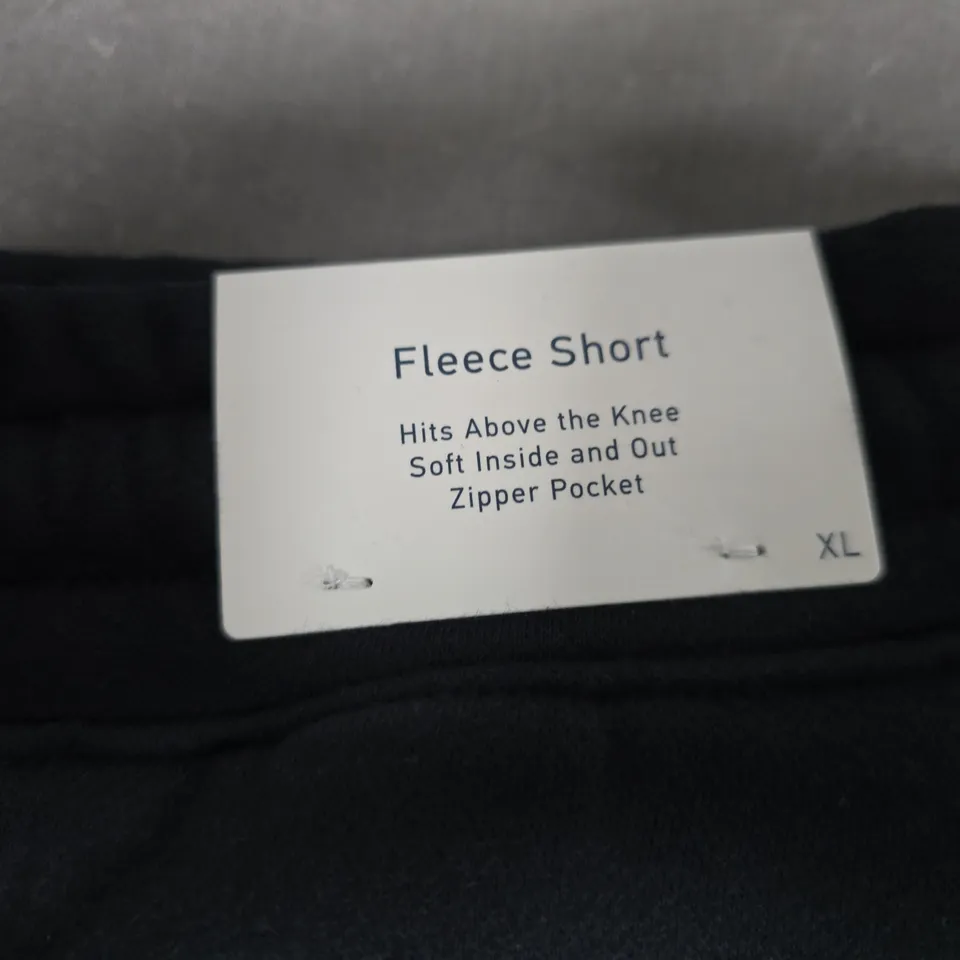 Fleece Short
Hits Above the Knee
Soft Inside and Out
Zipper Pocket
XL